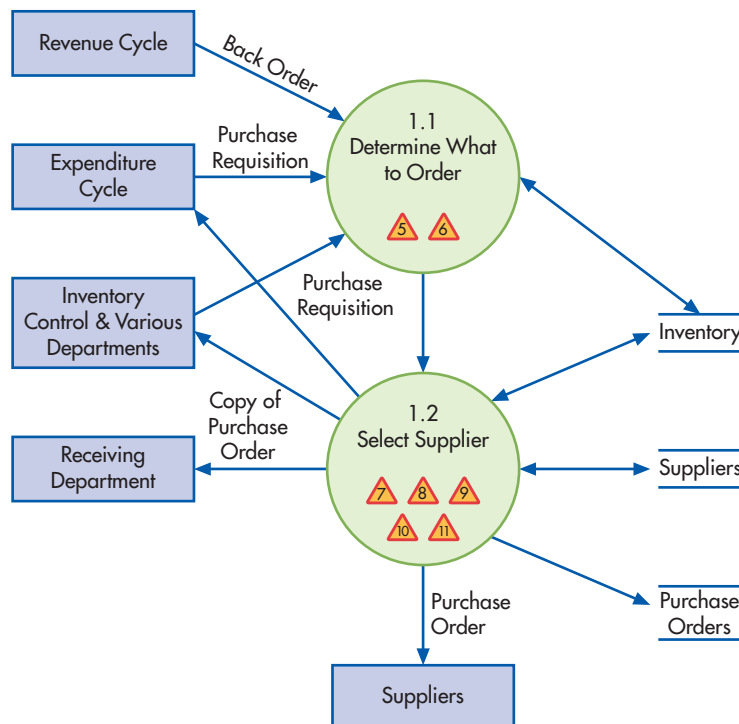 Revenue Cycle
Back Order
1.1
Determine What
to Order
5
6
Purchase
Requisition
Expenditure
Cycle
Inventory
Control & Various
Departments
Purchase
Requisition
Inventory
Copy of
Purchase
Order
1.2
Select Supplier
7
8
9
10
11
Receiving
Department
Suppliers
Purchase
Order
Purchase
Orders
Suppliers